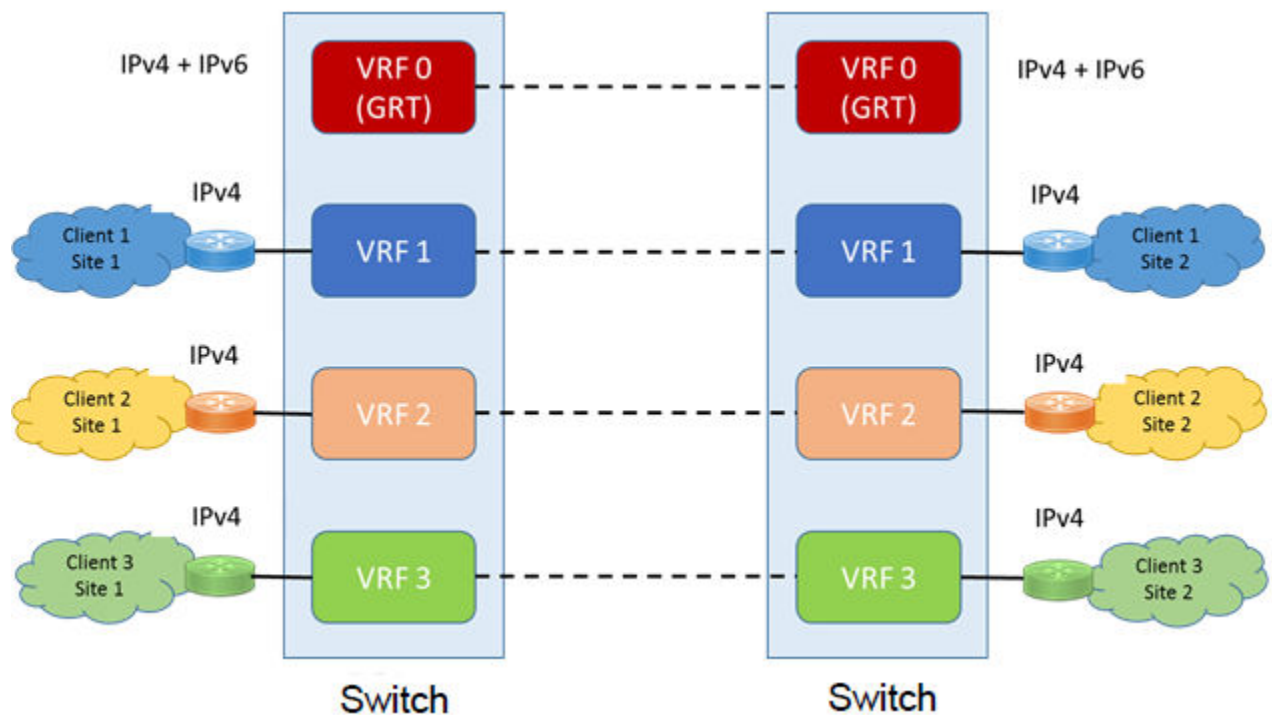 IPv4 + IPv6
VRF 0
(GRT)
VRF 0
(GRT)
IPv4 + IPv6
IPv4
IPv4
Client 1
Site 1
VRF 1
VRF 1
Client 1
Site 2
IPv4
IPv4
Client 2
Site 1
VRF 2
VRF 2
Client 2
Site 2
IPv4
IPv4
Client 3
Site 1
VRF 3
VRF 3
Client 3
Site 2
Switch
Switch